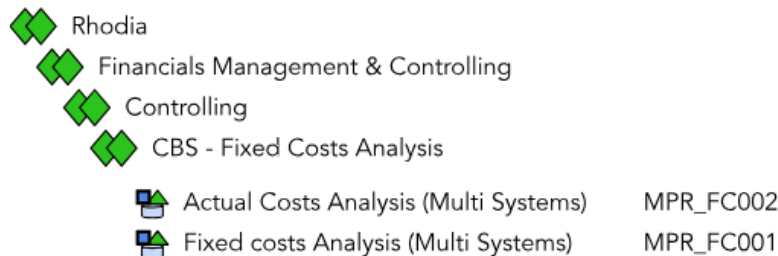 Rhodia
Financials Management & Controlling
Controlling
CBS - Fixed Costs Analysis
Actual Costs Analysis (Multi Systems) MPR_FC002
Fixed costs Analysis (Multi Systems) MPR_FC001